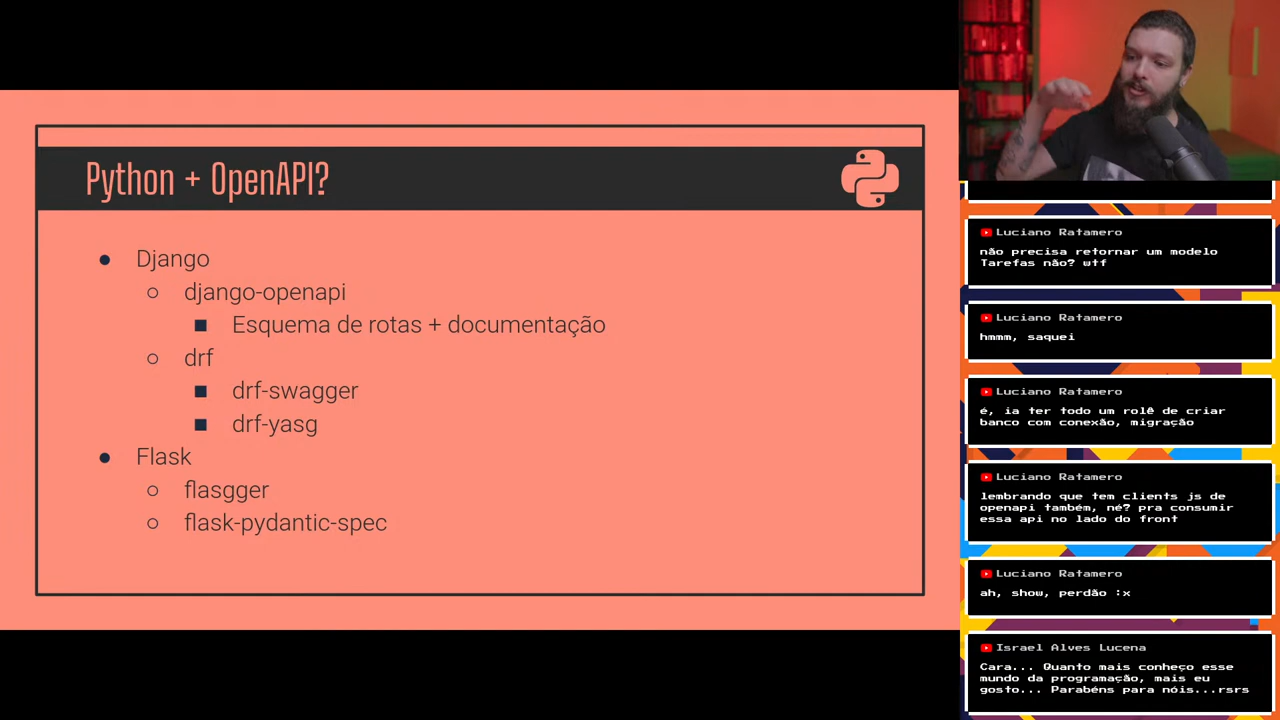 Python + OpenAPI?
● Django
○ django-openapi
■ Esquema de rotas + documentação
○ drf
■ drf-swagger
■ drf-yasg
● Flask
○ flasgger
○ flask-pydantic-spec
Luciano Ratamero
não precisa retornar um modelo
Tarefas não? wtf
Luciano Ratamero
hmmm, saquei
Luciano Ratamero
é, ia ter todo um rolê de criar
banco com conexão, migração
Luciano Ratamero
lembrando que tem clients js de
openapi também, né? pra consumir
essa api no lado do front
Luciano Ratamero
ah, show, perdão :x
Israel Alves Lucena
Cara... Quanto mais conheço esse
mundo da programação, mais eu
gosto... Parabéns para nóis...rsrs